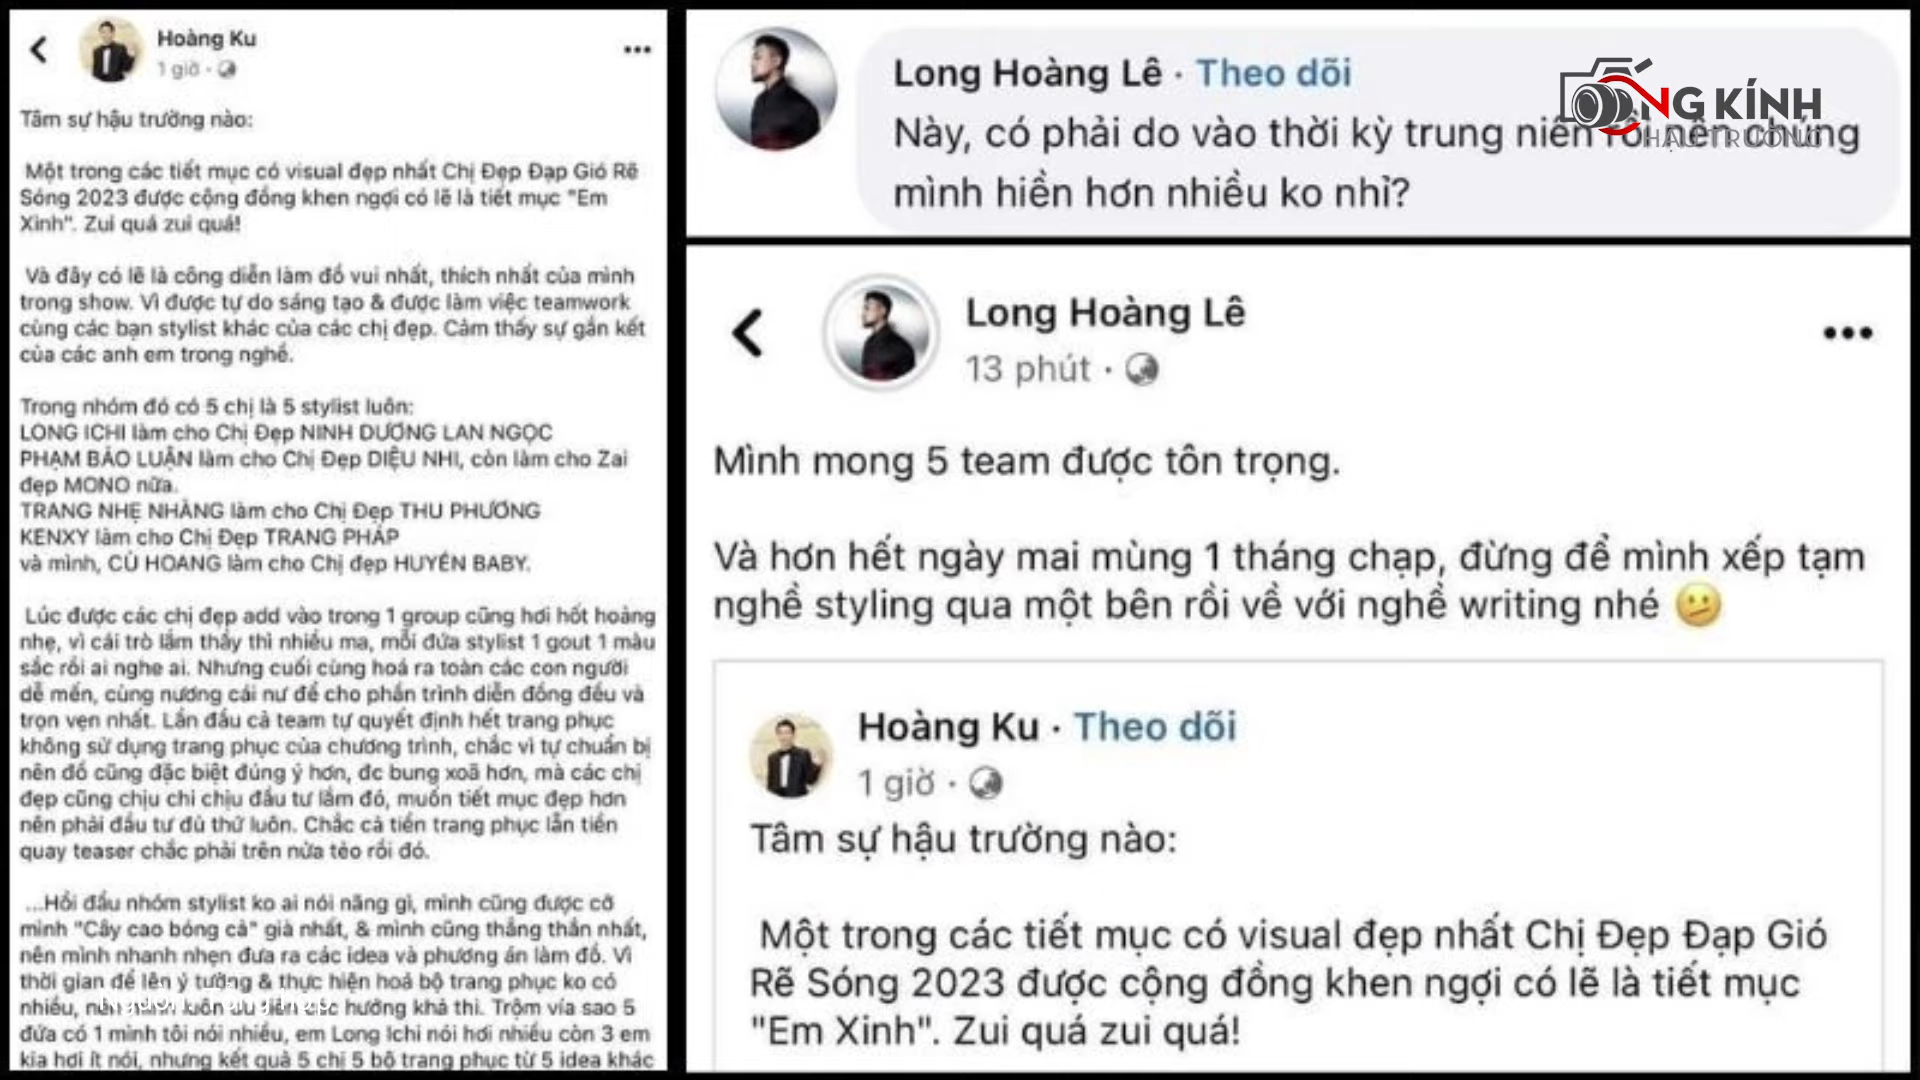 Hoàng Ku
1 giờ ·
Tâm sự hậu trường nào:
Một trong các tiết mục có visual đẹp nhất Chị Đẹp Đạp Gió Rẽ
Sóng 2023 được cộng đồng khen ngợi có lẽ là tiết mục "Em
Xinh". Zui quá zui quá!
Và đây có lẽ là công diễn làm đồ vui nhất, thích nhất của mình
trong show. Vì được tự do sáng tạo & được làm việc teamwork
cùng các bạn stylist khác của các chị đẹp. Cảm thấy sự gắn kết
của các anh em trong nghề.
Trong nhóm đó có 5 chị là 5 stylist luôn:
LONG ICHI làm cho Chị Đẹp NINH DƯƠNG LAN NGỌC
PHẠM BẢO LUẬN làm cho Chị Đẹp DIỆU NHI, còn làm cho Zai
đẹp MONO nữa.
TRANG NHẸ NHÀNG làm cho Chị Đẹp THU PHƯƠNG
KENXY làm cho Chị Đẹp TRANG PHÁP
và mình, CÙ HOANG làm cho Chị đẹp HUYỀN BABY.
Lúc được các chị đẹp add vào trong 1 group cũng hơi hốt hoảng
nhẹ, vì cái trò lắm thầy thì nhiều ma, mỗi đứa stylist 1 gout 1 màu
sắc rồi ai nghe ai. Nhưng cuối cùng hoá ra toàn các con người
dễ mến, cùng nương cái nư để cho phần trình diễn đồng đều và
trọn vẹn nhất. Lần đầu cả team tự quyết định hết trang phục
không sử dụng trang phục của chương trình, chắc vì tự chuẩn bị
nên đồ cũng đặc biệt đúng ý hơn, đc bung xoã hơn, mà các chị
đẹp cũng chịu chi chịu đầu tư lắm đó, muốn tiết mục đẹp hơn
nên phải đầu tư đủ thứ luôn. Chắc cả tiền trang phục lẫn tiền
quay teaser chắc phải trên nửa tẻo rồi đó.
...Hồi đầu nhóm stylist ko ai nói năng gì, mình cũng được cỡ
mình "Cây cao bóng cả" già nhất, & mình cũng thẳng thắn nhất,
nên mình nhanh nhẹn đưa ra các idea và phương án làm đồ. Vì
thời gian để lên ý tưởng & thực hiện hoá bộ trang phục ko có
nhiều, hướng khả thi. Trộm vía sao 5
đứa có 1 mình tôi nói nhiều, em Long Ichi nói hơi nhiều còn 3 em
kia hơi ít nói, nhưng kết quả 5 chị 5 bộ trang phục từ 5 idea khác
Long Hoàng Lê · Theo dõi
Này, có phải do vào thời kỳ trung niên rồi nên chúng
mình hiền hơn nhiều ko nhỉ?
ỐNG KÍNH
HẬU TRƯỜNG
Long Hoàng Lê
13 phút ·
Mình mong 5 team được tôn trọng.
Và hơn hết ngày mai mùng 1 tháng chạp, đừng để mình xếp tạm
nghề styling qua một bên rồi về với nghề writing nhé 🫤
Hoàng Ku · Theo dõi
1 giờ ·
Tâm sự hậu trường nào:
Một trong các tiết mục có visual đẹp nhất Chị Đẹp Đạp Gió
Rẽ Sóng 2023 được cộng đồng khen ngợi có lẽ là tiết mục
"Em Xinh". Zui quá zui quá!